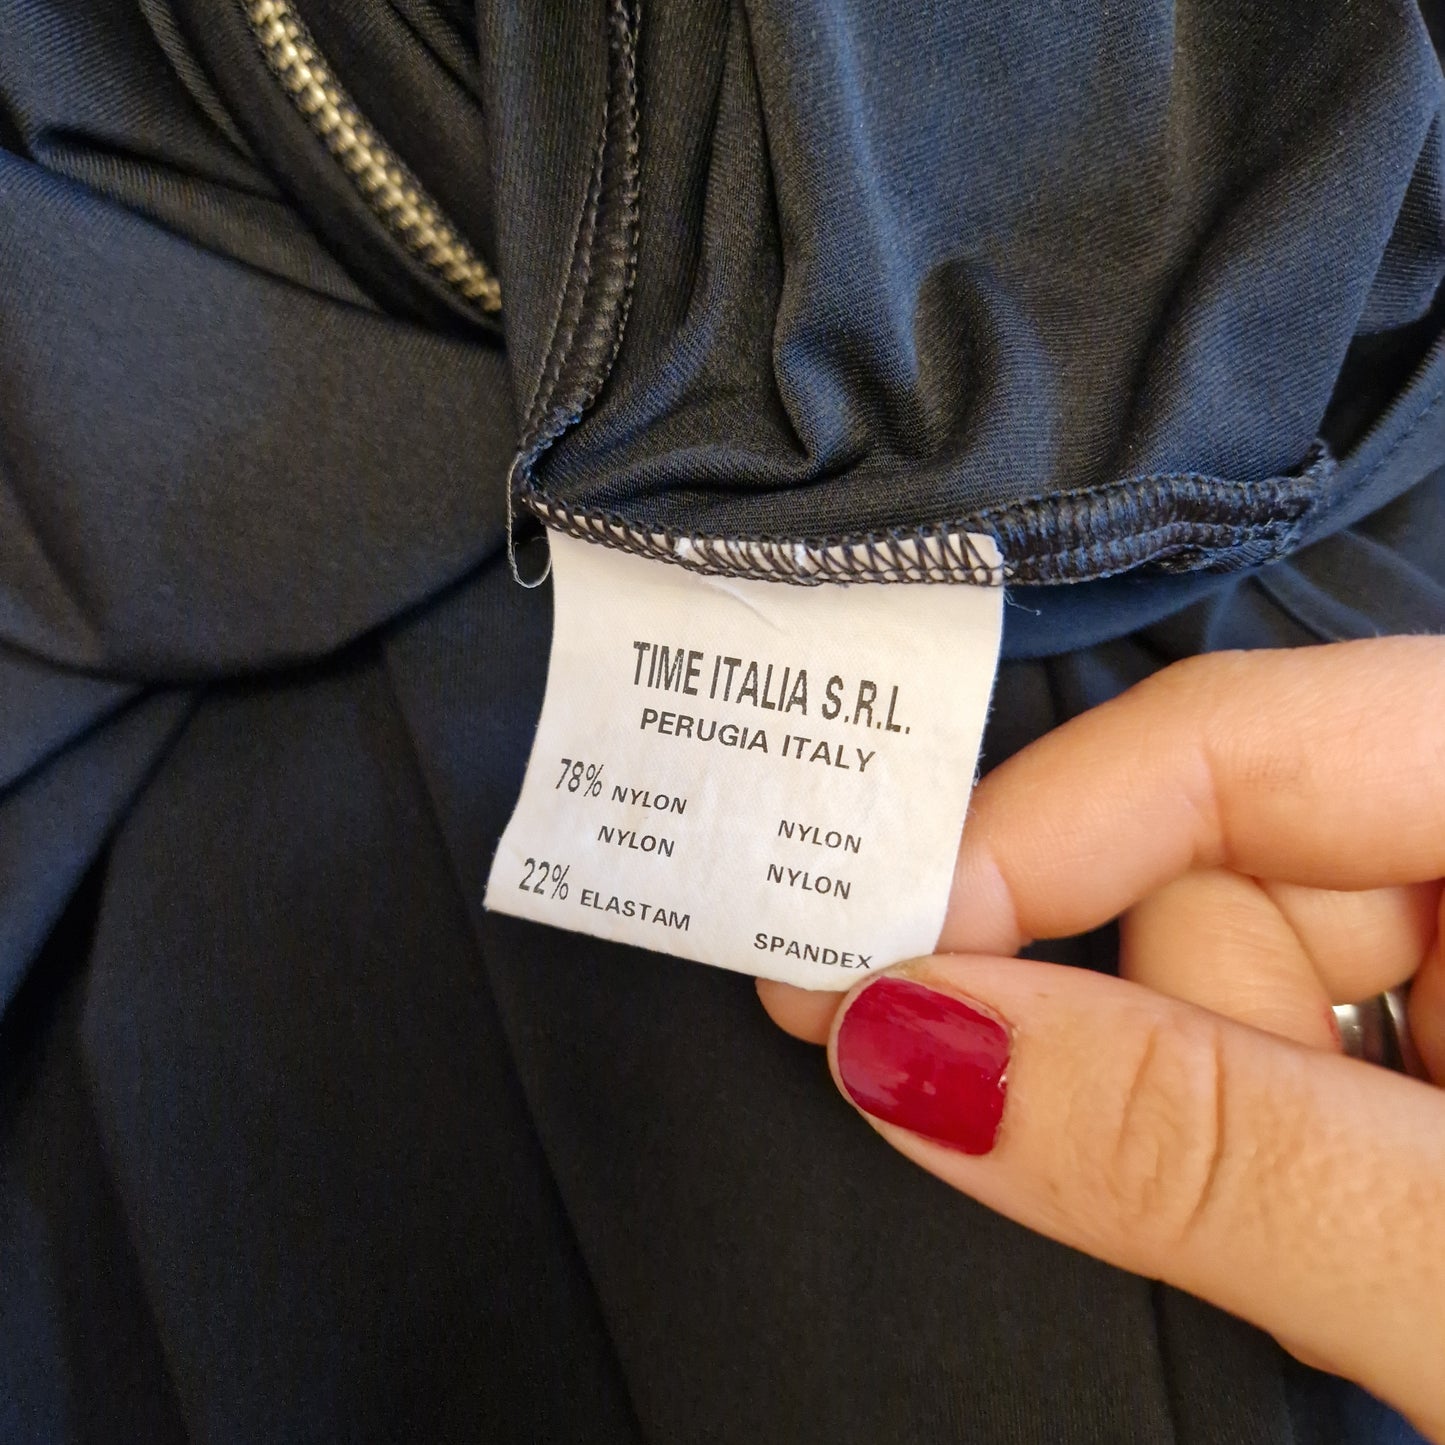 TIME ITALIA S.R.L.
PERUGIA ITALY
78% NYLON NYLON
NYLON NYLON
22% ELASTAM SPANDEX